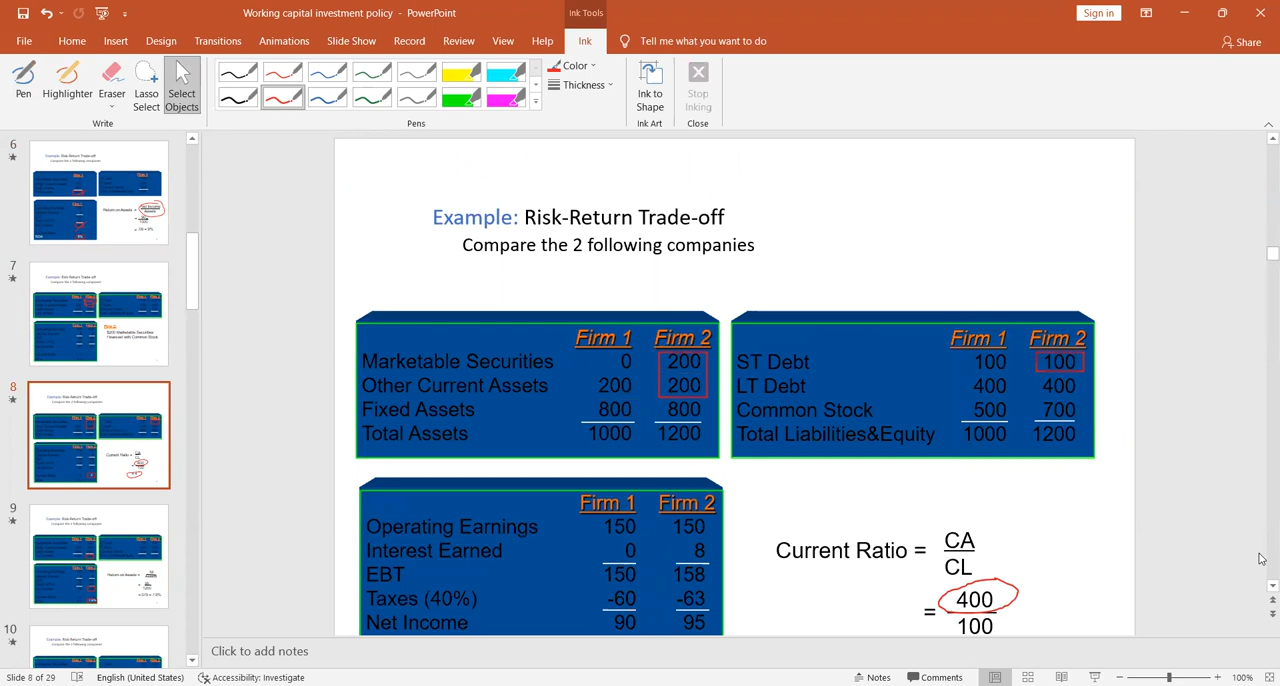 Working capital investment policy - PowerPoint
Ink Tools
Sign in
File Home Insert Design Transitions Animations Slide Show Record Review View Help Ink Tell me what you want to do Share
Pen Highlighter Eraser Lasso Select Select Objects
Color
Thickness
Ink to Shape
Stop Inking
Write Pens Ink Art Close
6
7
8
9
10
Example: Risk-Return Trade-off
Compare the 2 following companies
Firm 1 Firm 2
Marketable Securities 0 200
Other Current Assets 200 200
Fixed Assets 800 800
Total Assets 1000 1200
Firm 1 Firm 2
ST Debt 100 100
LT Debt 400 400
Common Stock 500 700
Total Liabilities&Equity 1000 1200
Firm 1 Firm 2
Operating Earnings 150 150
Interest Earned 0 8
EBT 150 158
Taxes (40%) -60 -63
Net Income 90 95
Current Ratio = CA
CL
= 400
100
Click to add notes
Slide 8 of 29 English (United States) Accessibility: Investigate Notes Comments 100%